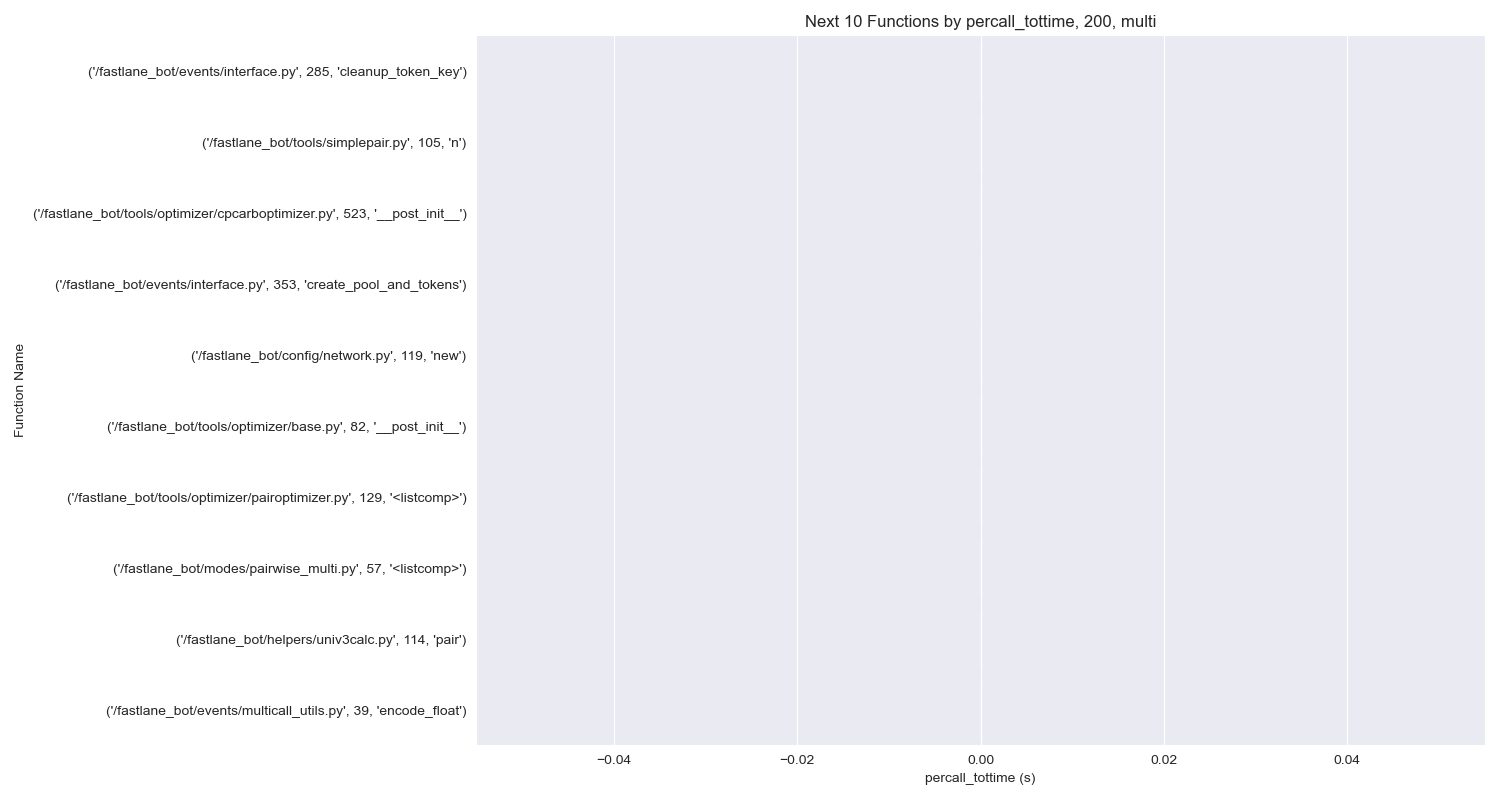 Next 10 Functions by percall_tottime, 200, multi
Function Name
('/fastlane_bot/events/interface.py', 285, 'cleanup_token_key')
('/fastlane_bot/tools/simplepair.py', 105, 'n')
('/fastlane_bot/tools/optimizer/cpcarboptimizer.py', 523, '__post_init__')
('/fastlane_bot/events/interface.py', 353, 'create_pool_and_tokens')
('/fastlane_bot/config/network.py', 119, 'new')
('/fastlane_bot/tools/optimizer/base.py', 82, '__post_init__')
('/fastlane_bot/tools/optimizer/pairoptimizer.py', 129, '<listcomp>')
('/fastlane_bot/modes/pairwise_multi.py', 57, '<listcomp>')
('/fastlane_bot/helpers/univ3calc.py', 114, 'pair')
('/fastlane_bot/events/multicall_utils.py', 39, 'encode_float')
−0.04 −0.02 0.00 0.02 0.04
percall_tottime (s)